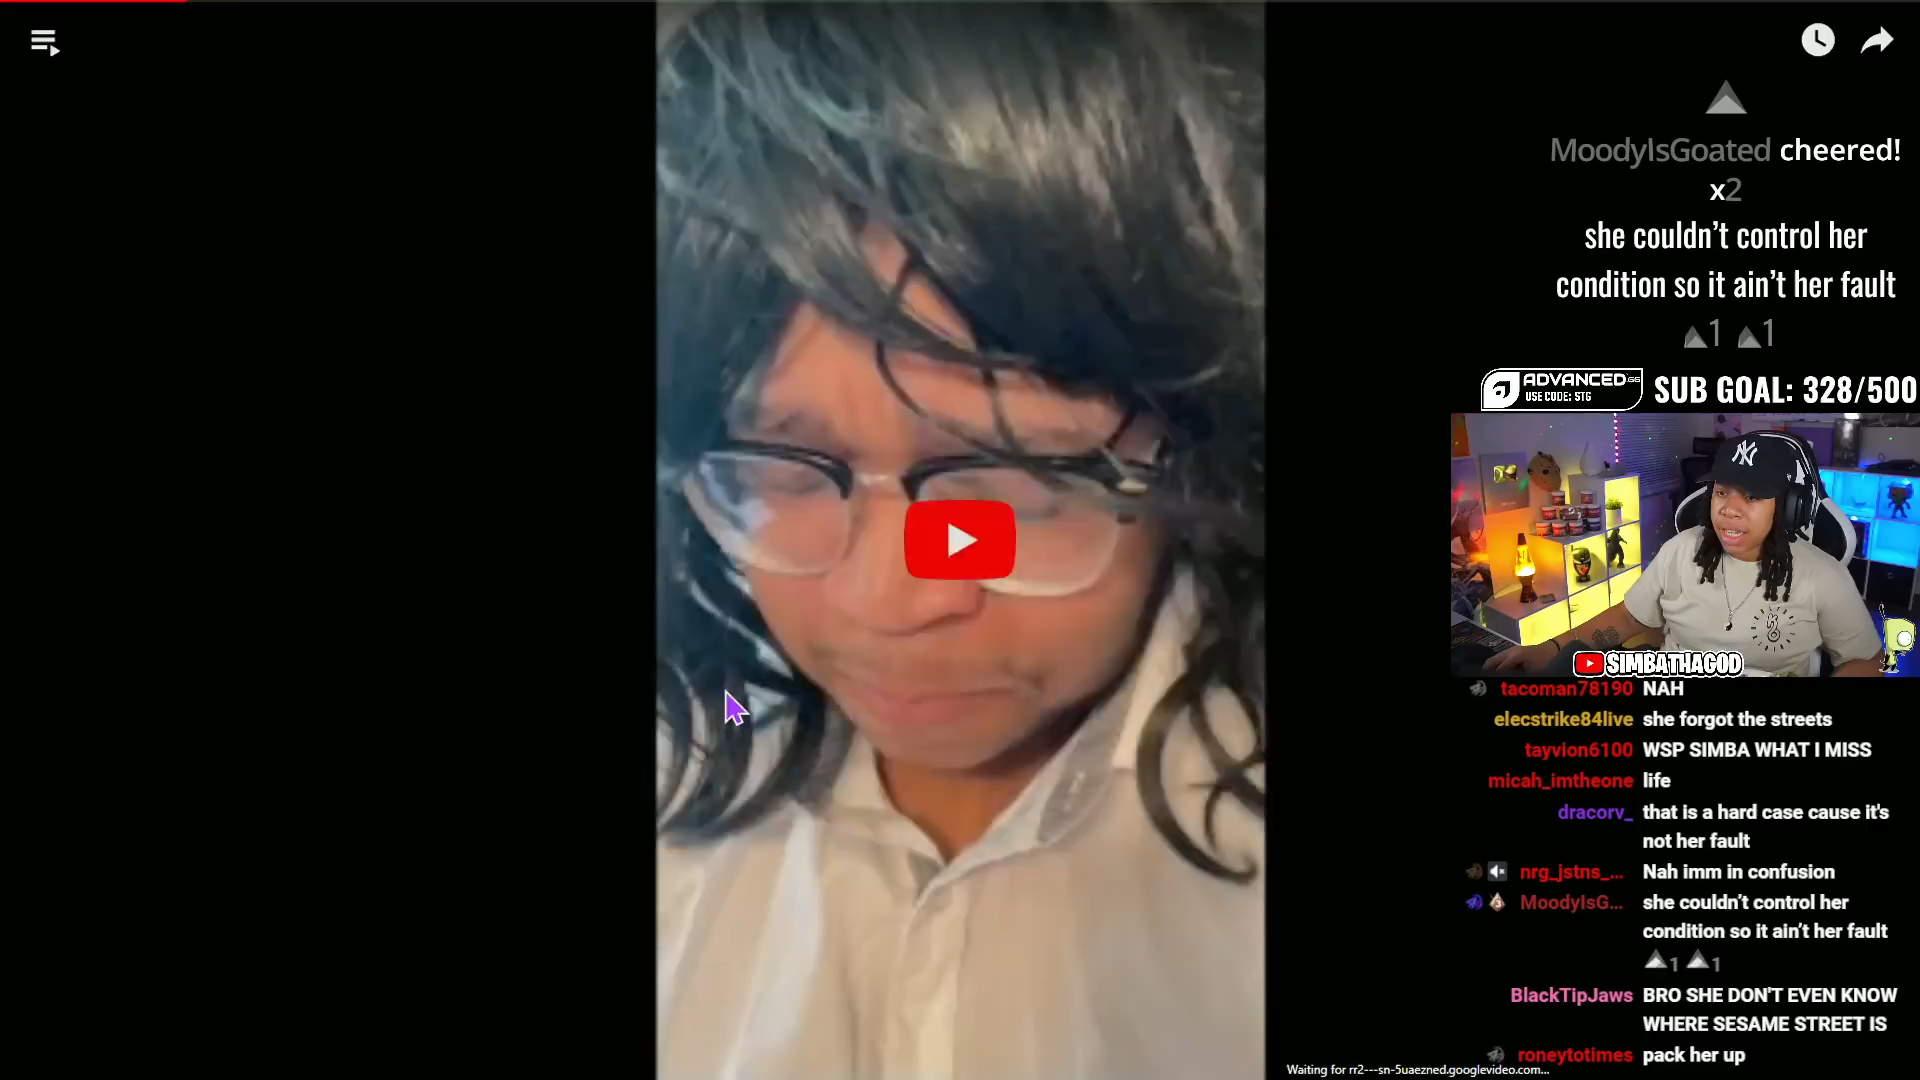 MoodyIsGoated cheered!
x2
she couldn’t control her
condition so it ain’t her fault
1 1
ADVANCED GG
USE CODE: STG
SUB GOAL: 328/500
SIMBATHAGOD
tacoman78190 NAH
elecstrike84live she forgot the streets
tayvion6100 WSP SIMBA WHAT I MISS
micah_imtheone life
dracorv_ that is a hard case cause it's
not her fault
nrg_jstns_... Nah imm in confusion
MoodyIsG... she couldn’t control her
condition so it ain’t her fault
1 1
BlackTipJaws BRO SHE DON'T EVEN KNOW
WHERE SESAME STREET IS
roneytotimes pack her up
Waiting for rr2---sn-5uaezned.googlevideo.com...